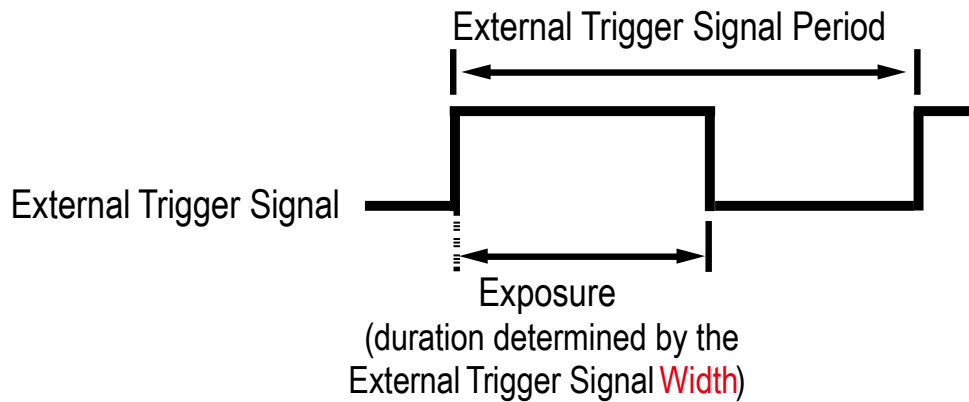 External Trigger Signal Period
External Trigger Signal
Exposure
(duration determined by the
External Trigger Signal Width)